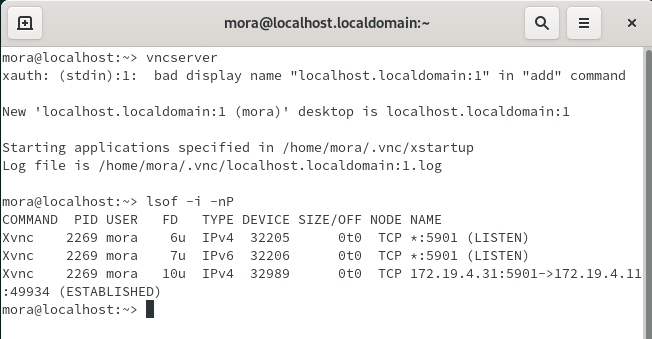 mora@localhost.localdomain:~
mora@localhost:~> vncserver
xauth: (stdin):1:  bad display name "localhost.localdomain:1" in "add" command

New 'localhost.localdomain:1 (mora)' desktop is localhost.localdomain:1

Starting applications specified in /home/mora/.vnc/xstartup
Log file is /home/mora/.vnc/localhost.localdomain:1.log

mora@localhost:~> lsof -i -nP
COMMAND  PID USER   FD   TYPE DEVICE SIZE/OFF NODE NAME
Xvnc    2269 mora    6u  IPv4  32205      0t0  TCP *:5901 (LISTEN)
Xvnc    2269 mora    7u  IPv6  32206      0t0  TCP *:5901 (LISTEN)
Xvnc    2269 mora   10u  IPv4  32989      0t0  TCP 172.19.4.31:5901->172.19.4.11
:49934 (ESTABLISHED)
mora@localhost:~>